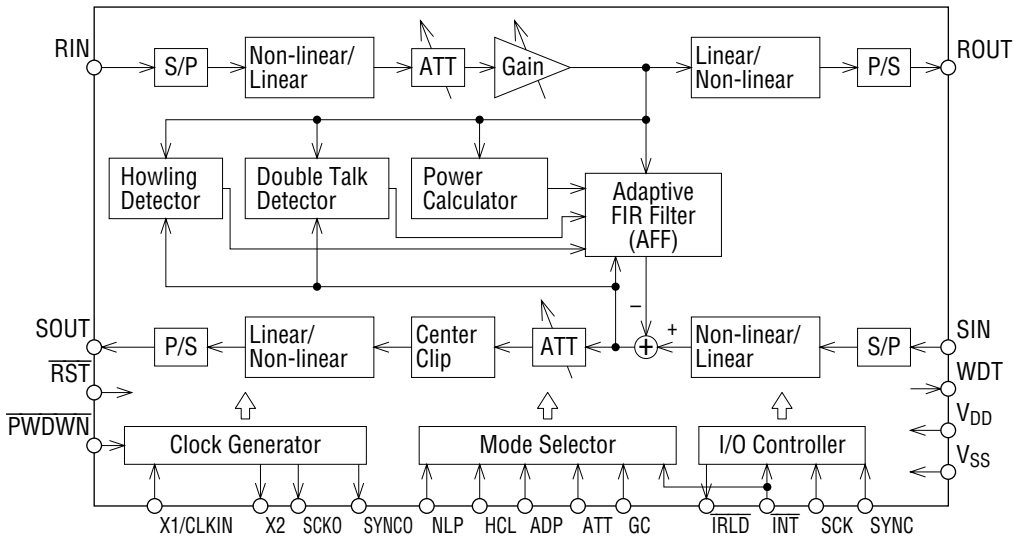 RIN
S/P
Non-linear/
Linear
ATT
Gain
Linear/
Non-linear
P/S
ROUT
Howling
Detector
Double Talk
Detector
Power
Calculator
Adaptive
FIR Filter
(AFF)
–
+
+
SOUT
P/S
Linear/
Non-linear
Center
Clip
ATT
Non-linear/
Linear
S/P
SIN
RST
WDT
PWDWN
VDD
VSS
Clock Generator
Mode Selector
I/O Controller
X1/CLKIN
X2
SCKO
SYNCO
NLP
HCL
ADP
ATT
GC
IRLD
INT
SCK
SYNC